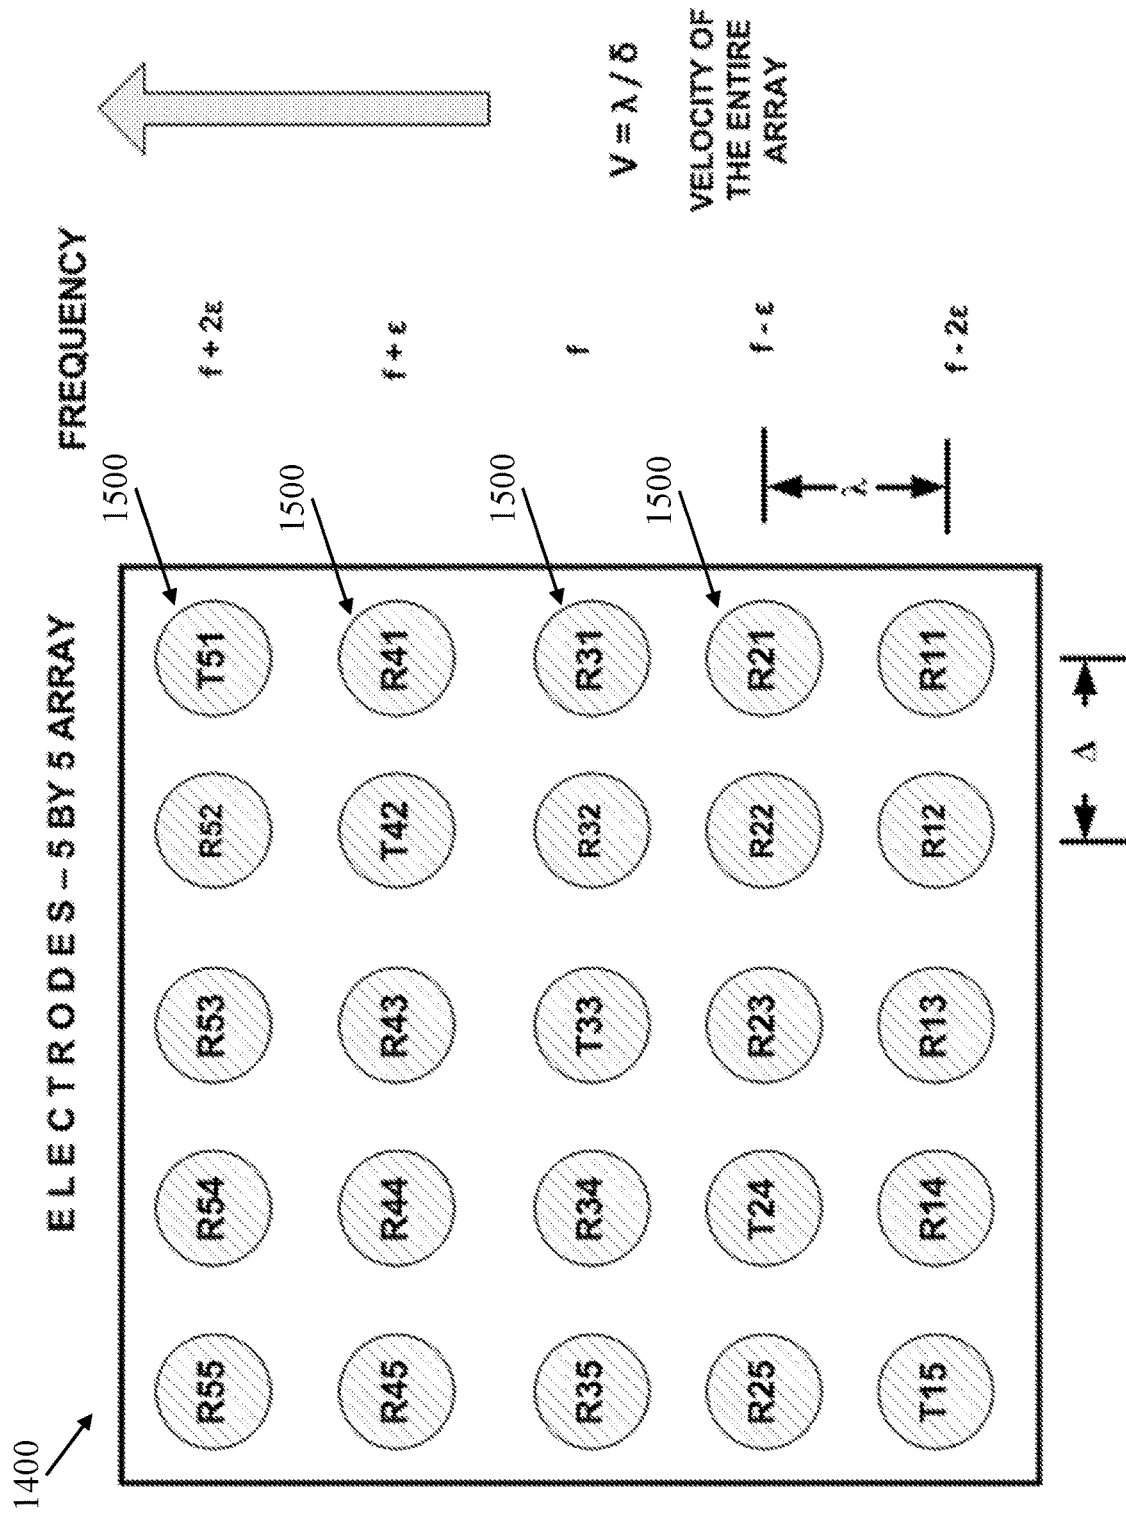 1400
ELECTRODES – 5 BY 5 ARRAY
FREQUENCY
1500
R55 R54 R53 R52 T51 f + 2ε
1500
R45 R44 R43 T42 R41 f + ε
1500
R35 R34 T33 R32 R31 f
V = λ / δ
1500
VELOCITY OF
THE ENTIRE
ARRAY
R25 T24 R23 R22 R21 f - ε
λ
T15 R14 R13 R12 R11 f - 2ε
Δ